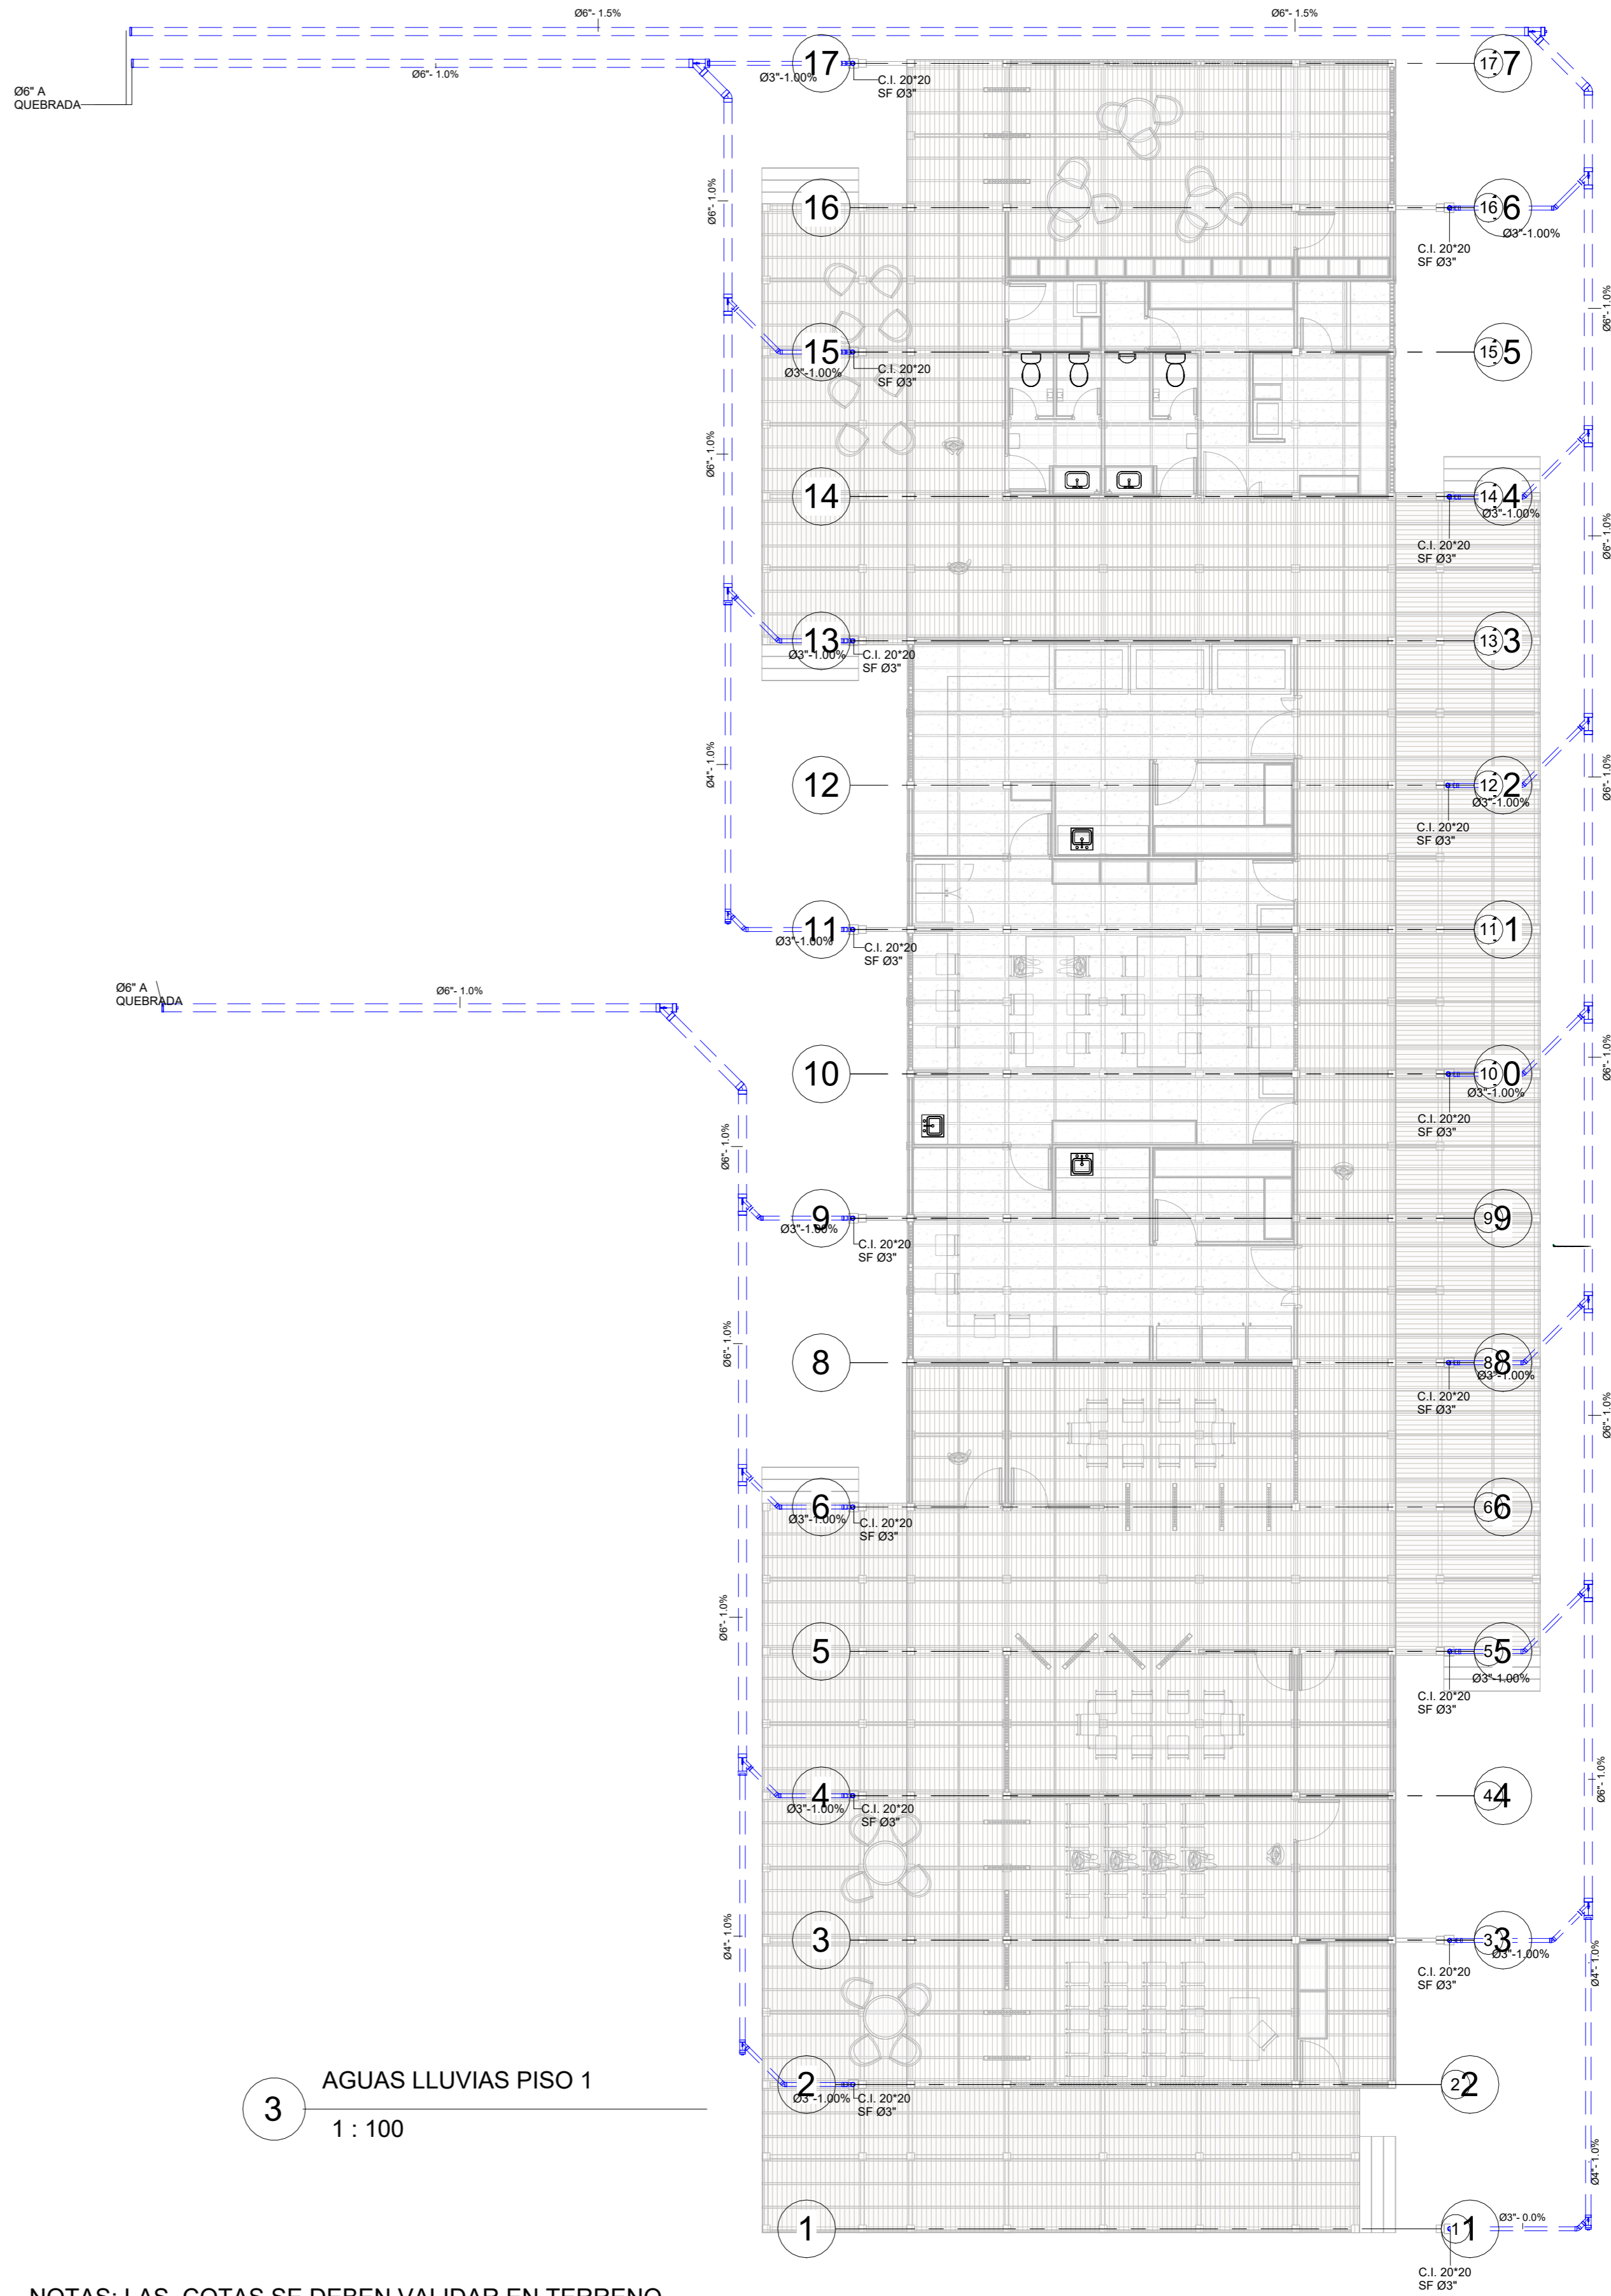 Ø6"- 1.5%
Ø6"- 1.5%
Ø6"- 1.0%
Ø6" A
QUEBRADA
17
Ø3"-1.00%
C.I. 20*20
SF Ø3"
17
17
Ø6"- 1.0%
16
16
16
Ø3"-1.00%
C.I. 20*20
SF Ø3"
Ø6"- 1.0%
15
Ø3"-1.00%
C.I. 20*20
SF Ø3"
15
15
Ø6"- 1.0%
14
14
14
Ø3"-1.00%
C.I. 20*20
SF Ø3"
Ø6"- 1.0%
13
Ø3"-1.00%
C.I. 20*20
SF Ø3"
13
13
Ø4"- 1.0%
12
12
12
Ø3"-1.00%
C.I. 20*20
SF Ø3"
Ø6"- 1.0%
11
Ø3"-1.00%
C.I. 20*20
SF Ø3"
11
11
Ø6" A
QUEBRADA
Ø6"- 1.0%
10
10
10
Ø3"-1.00%
C.I. 20*20
SF Ø3"
Ø6"- 1.0%
Ø6"- 1.0%
9
Ø3"-1.00%
C.I. 20*20
SF Ø3"
9
9
Ø6"- 1.0%
8
8
8
Ø3"-1.00%
C.I. 20*20
SF Ø3"
Ø6"- 1.0%
6
Ø3"-1.00%
C.I. 20*20
SF Ø3"
6
6
Ø6"- 1.0%
5
5
5
Ø3"-1.00%
C.I. 20*20
SF Ø3"
Ø6"- 1.0%
4
Ø3"-1.00%
C.I. 20*20
SF Ø3"
4
4
Ø4"- 1.0%
3
3
3
Ø3"-1.00%
C.I. 20*20
SF Ø3"
Ø4"- 1.0%
2
Ø3"-1.00%
C.I. 20*20
SF Ø3"
2
2
3
AGUAS LLUVIAS PISO 1
1 : 100
Ø4"- 1.0%
1
1
1
Ø3"- 0.0%
C.I. 20*20
SF Ø3"
NOTAS: LAS COTAS SE DEBEN VALIDAR EN TERRENO